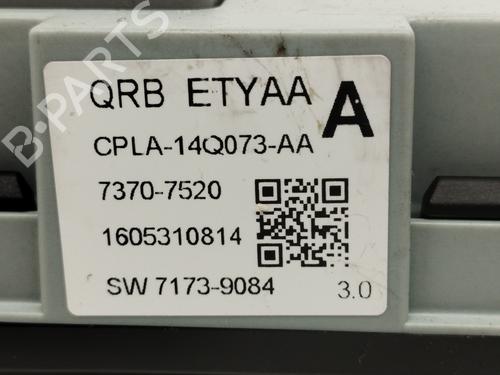 B-PARTS
QRB ETYAA
A
CPLA-14Q073-AA
7370-7520
1605310814
SW 7173-9084
3.0